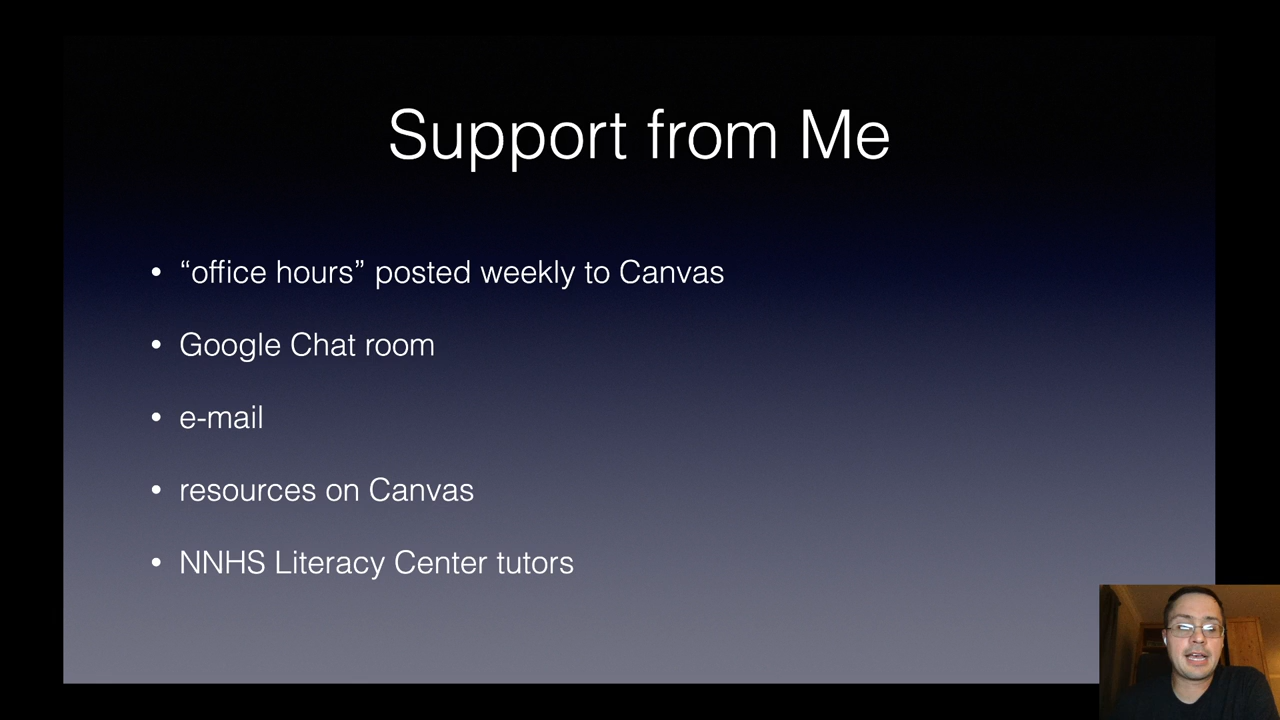 Support from Me
• “office hours” posted weekly to Canvas
• Google Chat room
• e-mail
• resources on Canvas
• NNHS Literacy Center tutors